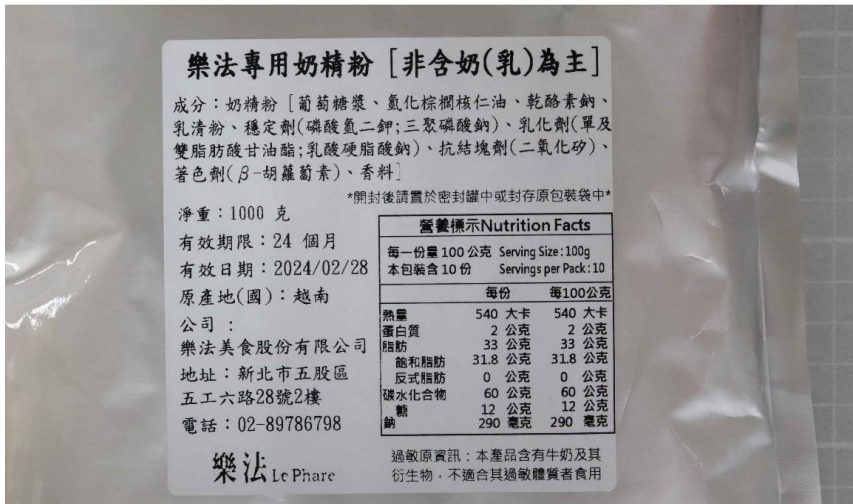 樂法專用奶精粉［非含奶(乳)為主］
成分：奶精粉［葡萄糖漿、氫化棕櫚核仁油、乾酪素鈉、
乳清粉、穩定劑(磷酸氫二鉀;三聚磷酸鈉)、乳化劑(單及
雙脂肪酸甘油酯;乳酸硬脂酸鈉)、抗結塊劑(二氧化矽)、
著色劑(β-胡蘿蔔素)、香料］
*開封後請置於密封罐中或封存原包裝袋中*
淨重：1000 克
有效期限：24 個月
有效日期：2024/02/28
原產地(國)：越南
公司：
樂法美食股份有限公司
地址：新北市五股區
五工六路28號2樓
電話：02-89786798
樂法 Le Phare
營養標示Nutrition Facts
每一份量 100 公克 Serving Size:100g
本包裝含 10 份 Servings per Pack:10
每份 每100公克
熱量 540 大卡 540 大卡
蛋白質 2 公克 2 公克
脂肪 33 公克 33 公克
飽和脂肪 31.8 公克 31.8 公克
反式脂肪 0 公克 0 公克
碳水化合物 60 公克 60 公克
糖 12 公克 12 公克
鈉 290 毫克 290 毫克
過敏原資訊：本產品含有牛奶及其
衍生物，不適合其過敏體質者食用